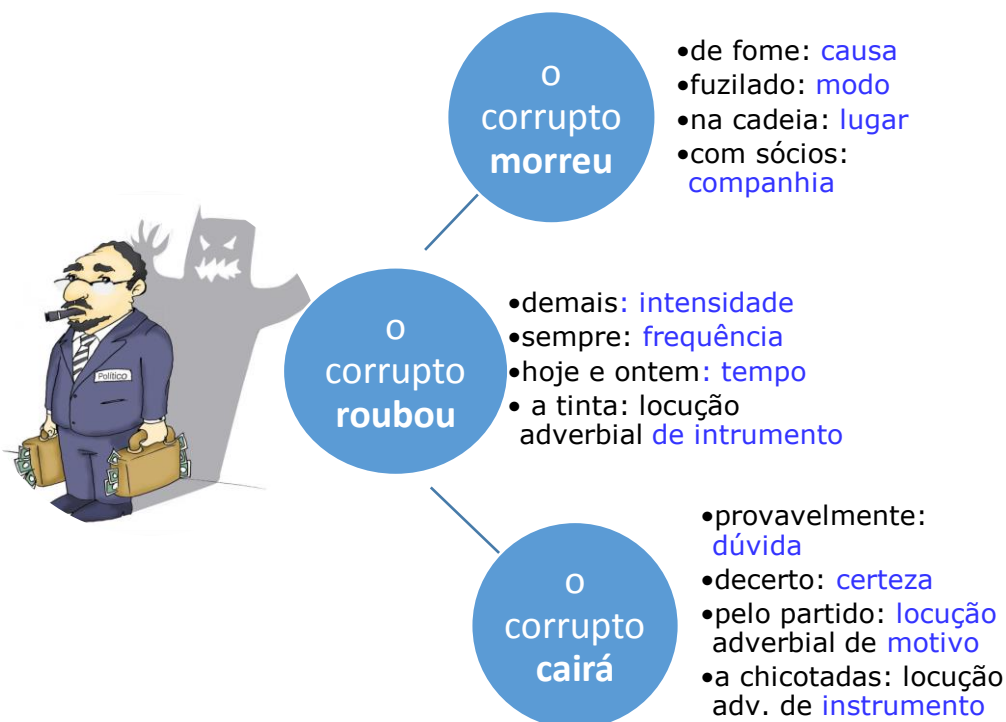 o
corrupto
morreu
•de fome: causa
•fuzilado: modo
•na cadeia: lugar
•com sócios:
companhia
Político
o
corrupto
roubou
•demais: intensidade
•sempre: frequência
•hoje e ontem: tempo
• a tinta: locução
adverbial de intrumento
o
corrupto
cairá
•provavelmente:
dúvida
•decerto: certeza
•pelo partido: locução
adverbial de motivo
•a chicotadas: locução
adv. de instrumento